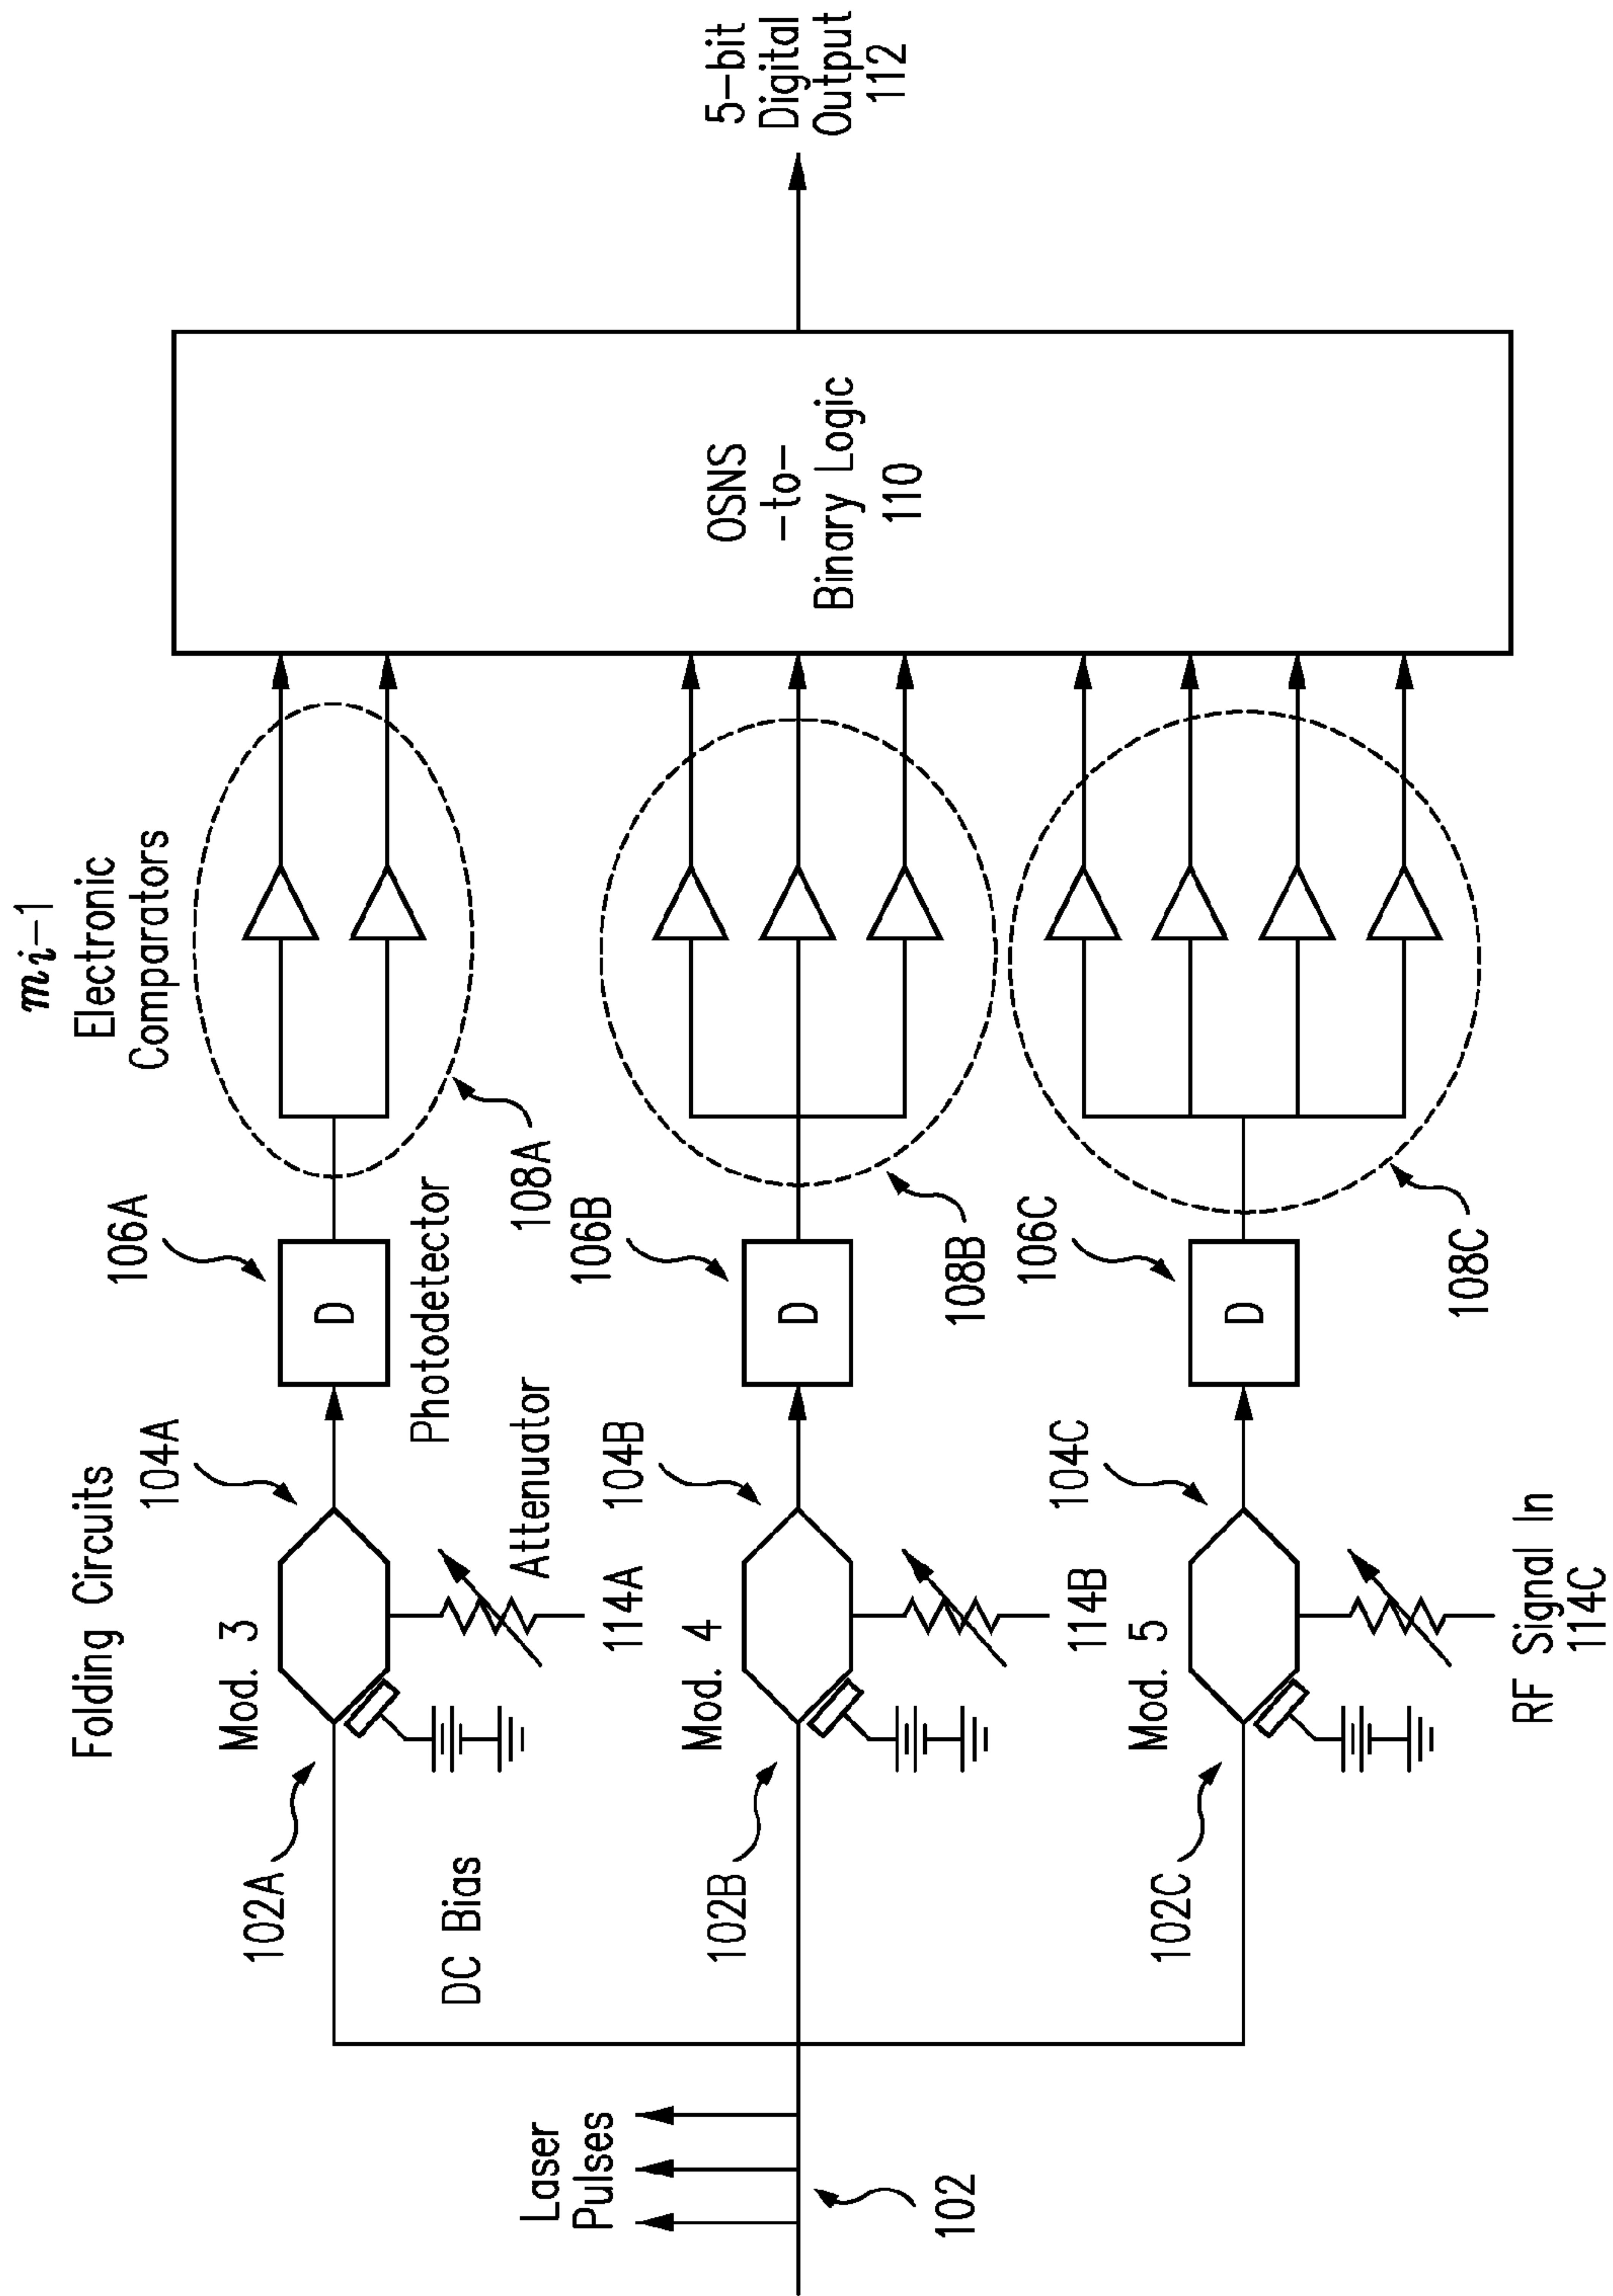 Laser
Pulses
102
DC Bias
Folding Circuits
102A
Mod. 3
104A
114A
Attenuator
106A
D
Photodetector
m_i-1
Electronic
Comparators
108A
102B
Mod. 4
104B
114B
106B
D
108B
102C
Mod. 5
104C
RF Signal In
114C
106C
D
108C
OSNS
-to-
Binary Logic
110
5-bit
Digital
Output
112